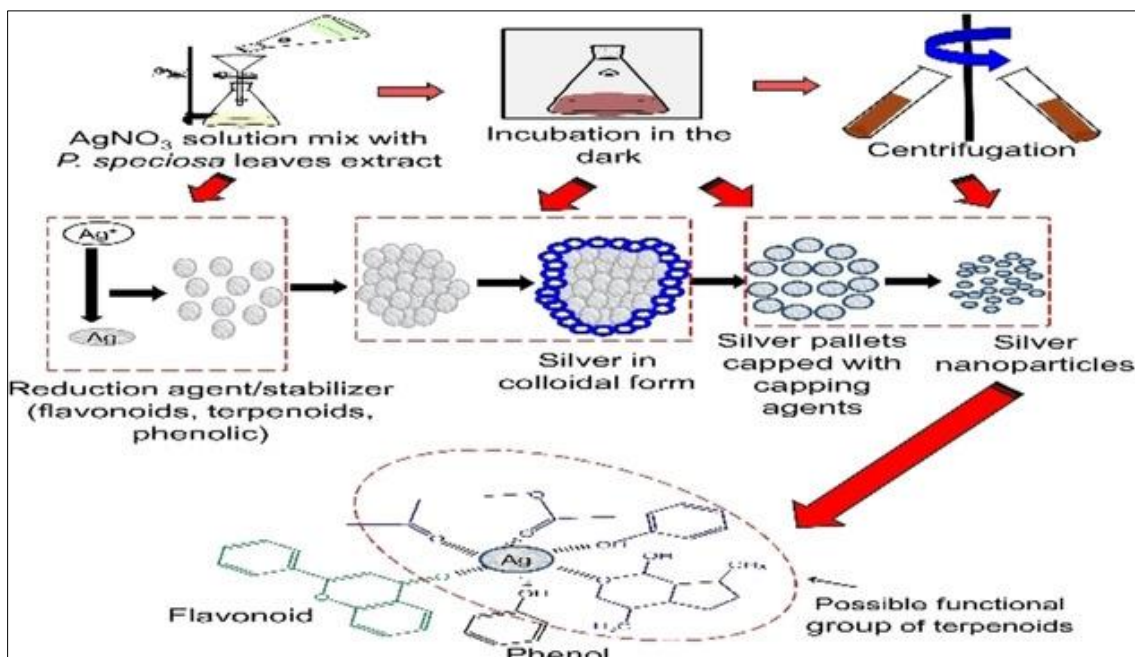 AgNO₃ solution mix with
P. speciosa leaves extract
Incubation in the
dark
Centrifugation
Ag⁺
Ag
Reduction agent/stabilizer
(flavonoids, terpenoids,
phenolic)
Silver in
colloidal form
Silver pallets
capped with
capping
agents
Silver
nanoparticles
O
O
O
OH
Ag
OH
CH₃
O
O
OH
O
H₃C
Flavonoid
Phenol
Possible functional
group of terpenoids